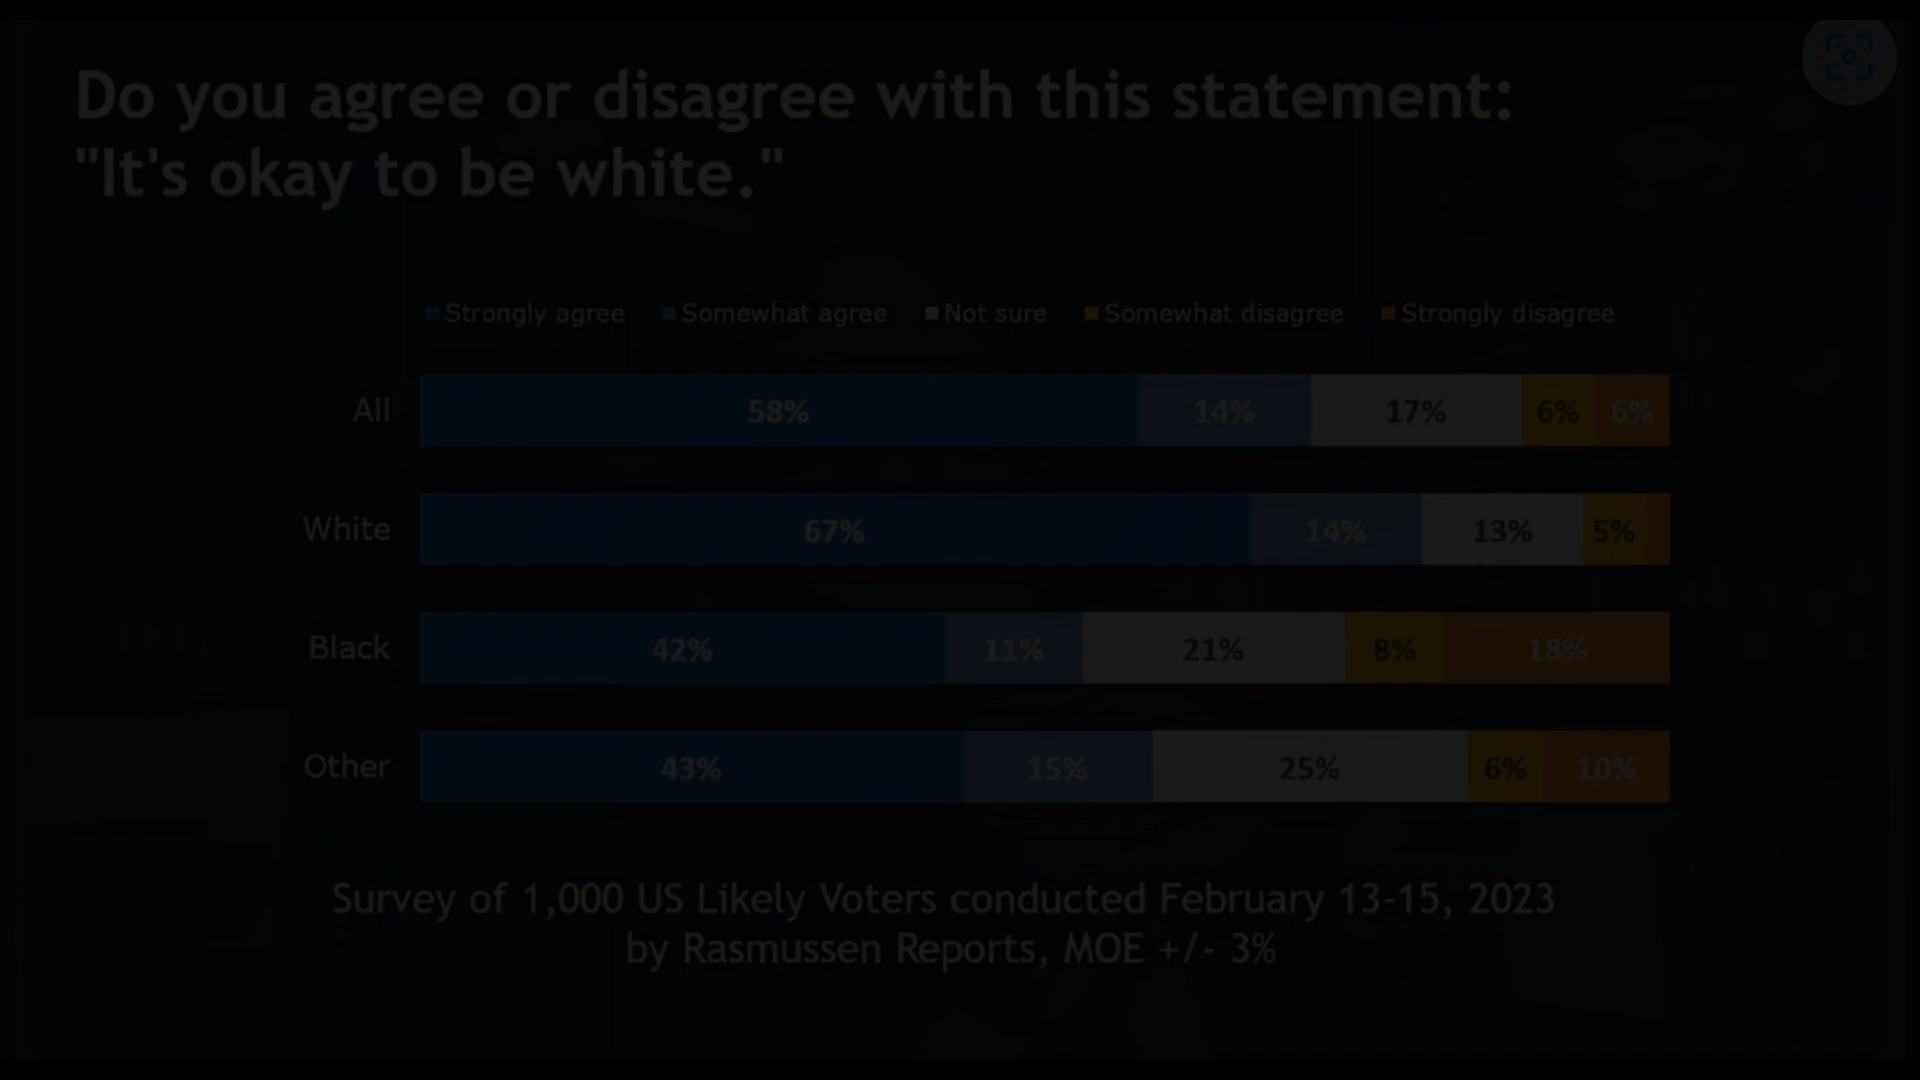 Do you agree or disagree with this statement:
"It's okay to be white."
Strongly agree Somewhat agree Not sure Somewhat disagree Strongly disagree
All 58% 14% 17% 6% 6%
White 67% 14% 13% 5%
Black 42% 11% 21% 8% 18%
Other 43% 15% 25% 6% 10%
Survey of 1,000 US Likely Voters conducted February 13-15, 2023
by Rasmussen Reports, MOE +/- 3%